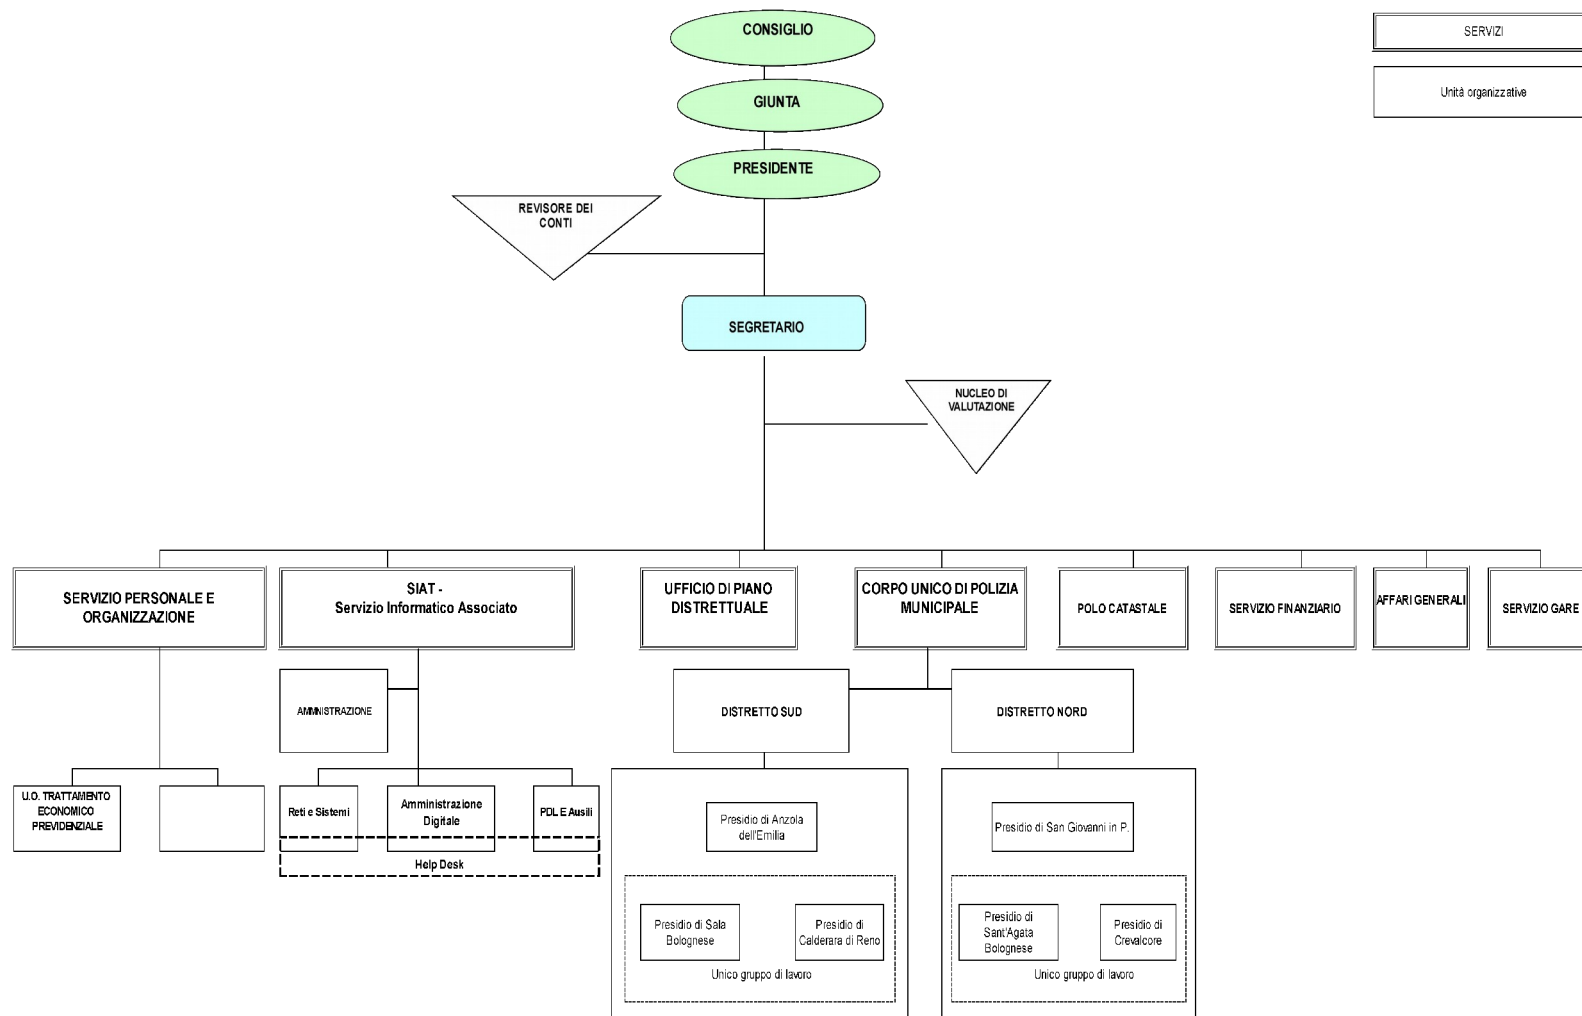 CONSIGLIO
SERVIZI
GIUNTA
Unità organizzative
PRESIDENTE
REVISORE DEI
CONTI
SEGRETARIO
NUCLEO DI
VALUTAZIONE
SERVIZIO PERSONALE E
ORGANIZZAZIONE
SIAT -
Servizio Informatico Associato
UFFICIO DI PIANO
DISTRETTUALE
CORPO UNICO DI POLIZIA
MUNICIPALE
POLO CATASTALE
SERVIZIO FINANZIARIO
AFFARI GENERALI
SERVIZIO GARE
AMMNISTRAZIONE
DISTRETTO SUD
DISTRETTO NORD
U.O. TRATTAMENTO
ECONOMICO
PREVIDENZIALE
Reti e Sistemi
Amministrazione
Digitale
PDL E Ausili
Help Desk
Presidio di Anzola
dell'Emilia
Presidio di San Giovanni in P.
Presidio di Sala
Bolognese
Presidio di
Calderara di Reno
Unico gruppo di lavoro
Presidio di
Sant'Agata
Bolognese
Presidio di
Crevalcore
Unico gruppo di lavoro